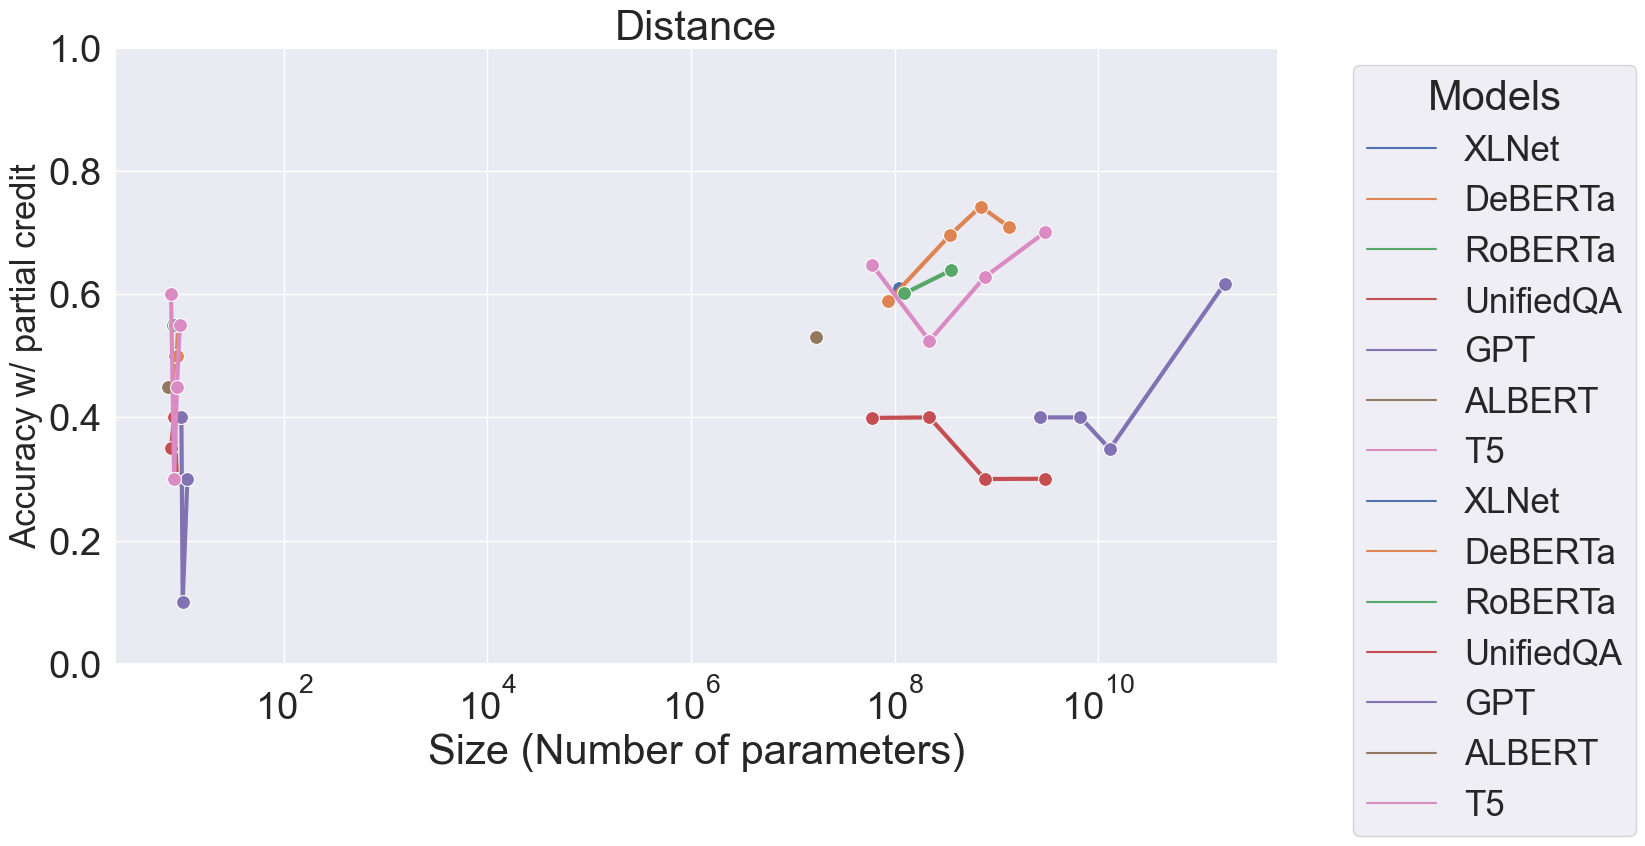 Distance
1.0
0.8
0.6
0.4
0.2
0.0
Accuracy w/ partial credit
10^2
10^4
10^6
10^8
10^10
Size (Number of parameters)
Models
XLNet
DeBERTa
RoBERTa
UnifiedQA
GPT
ALBERT
T5
XLNet
DeBERTa
RoBERTa
UnifiedQA
GPT
ALBERT
T5